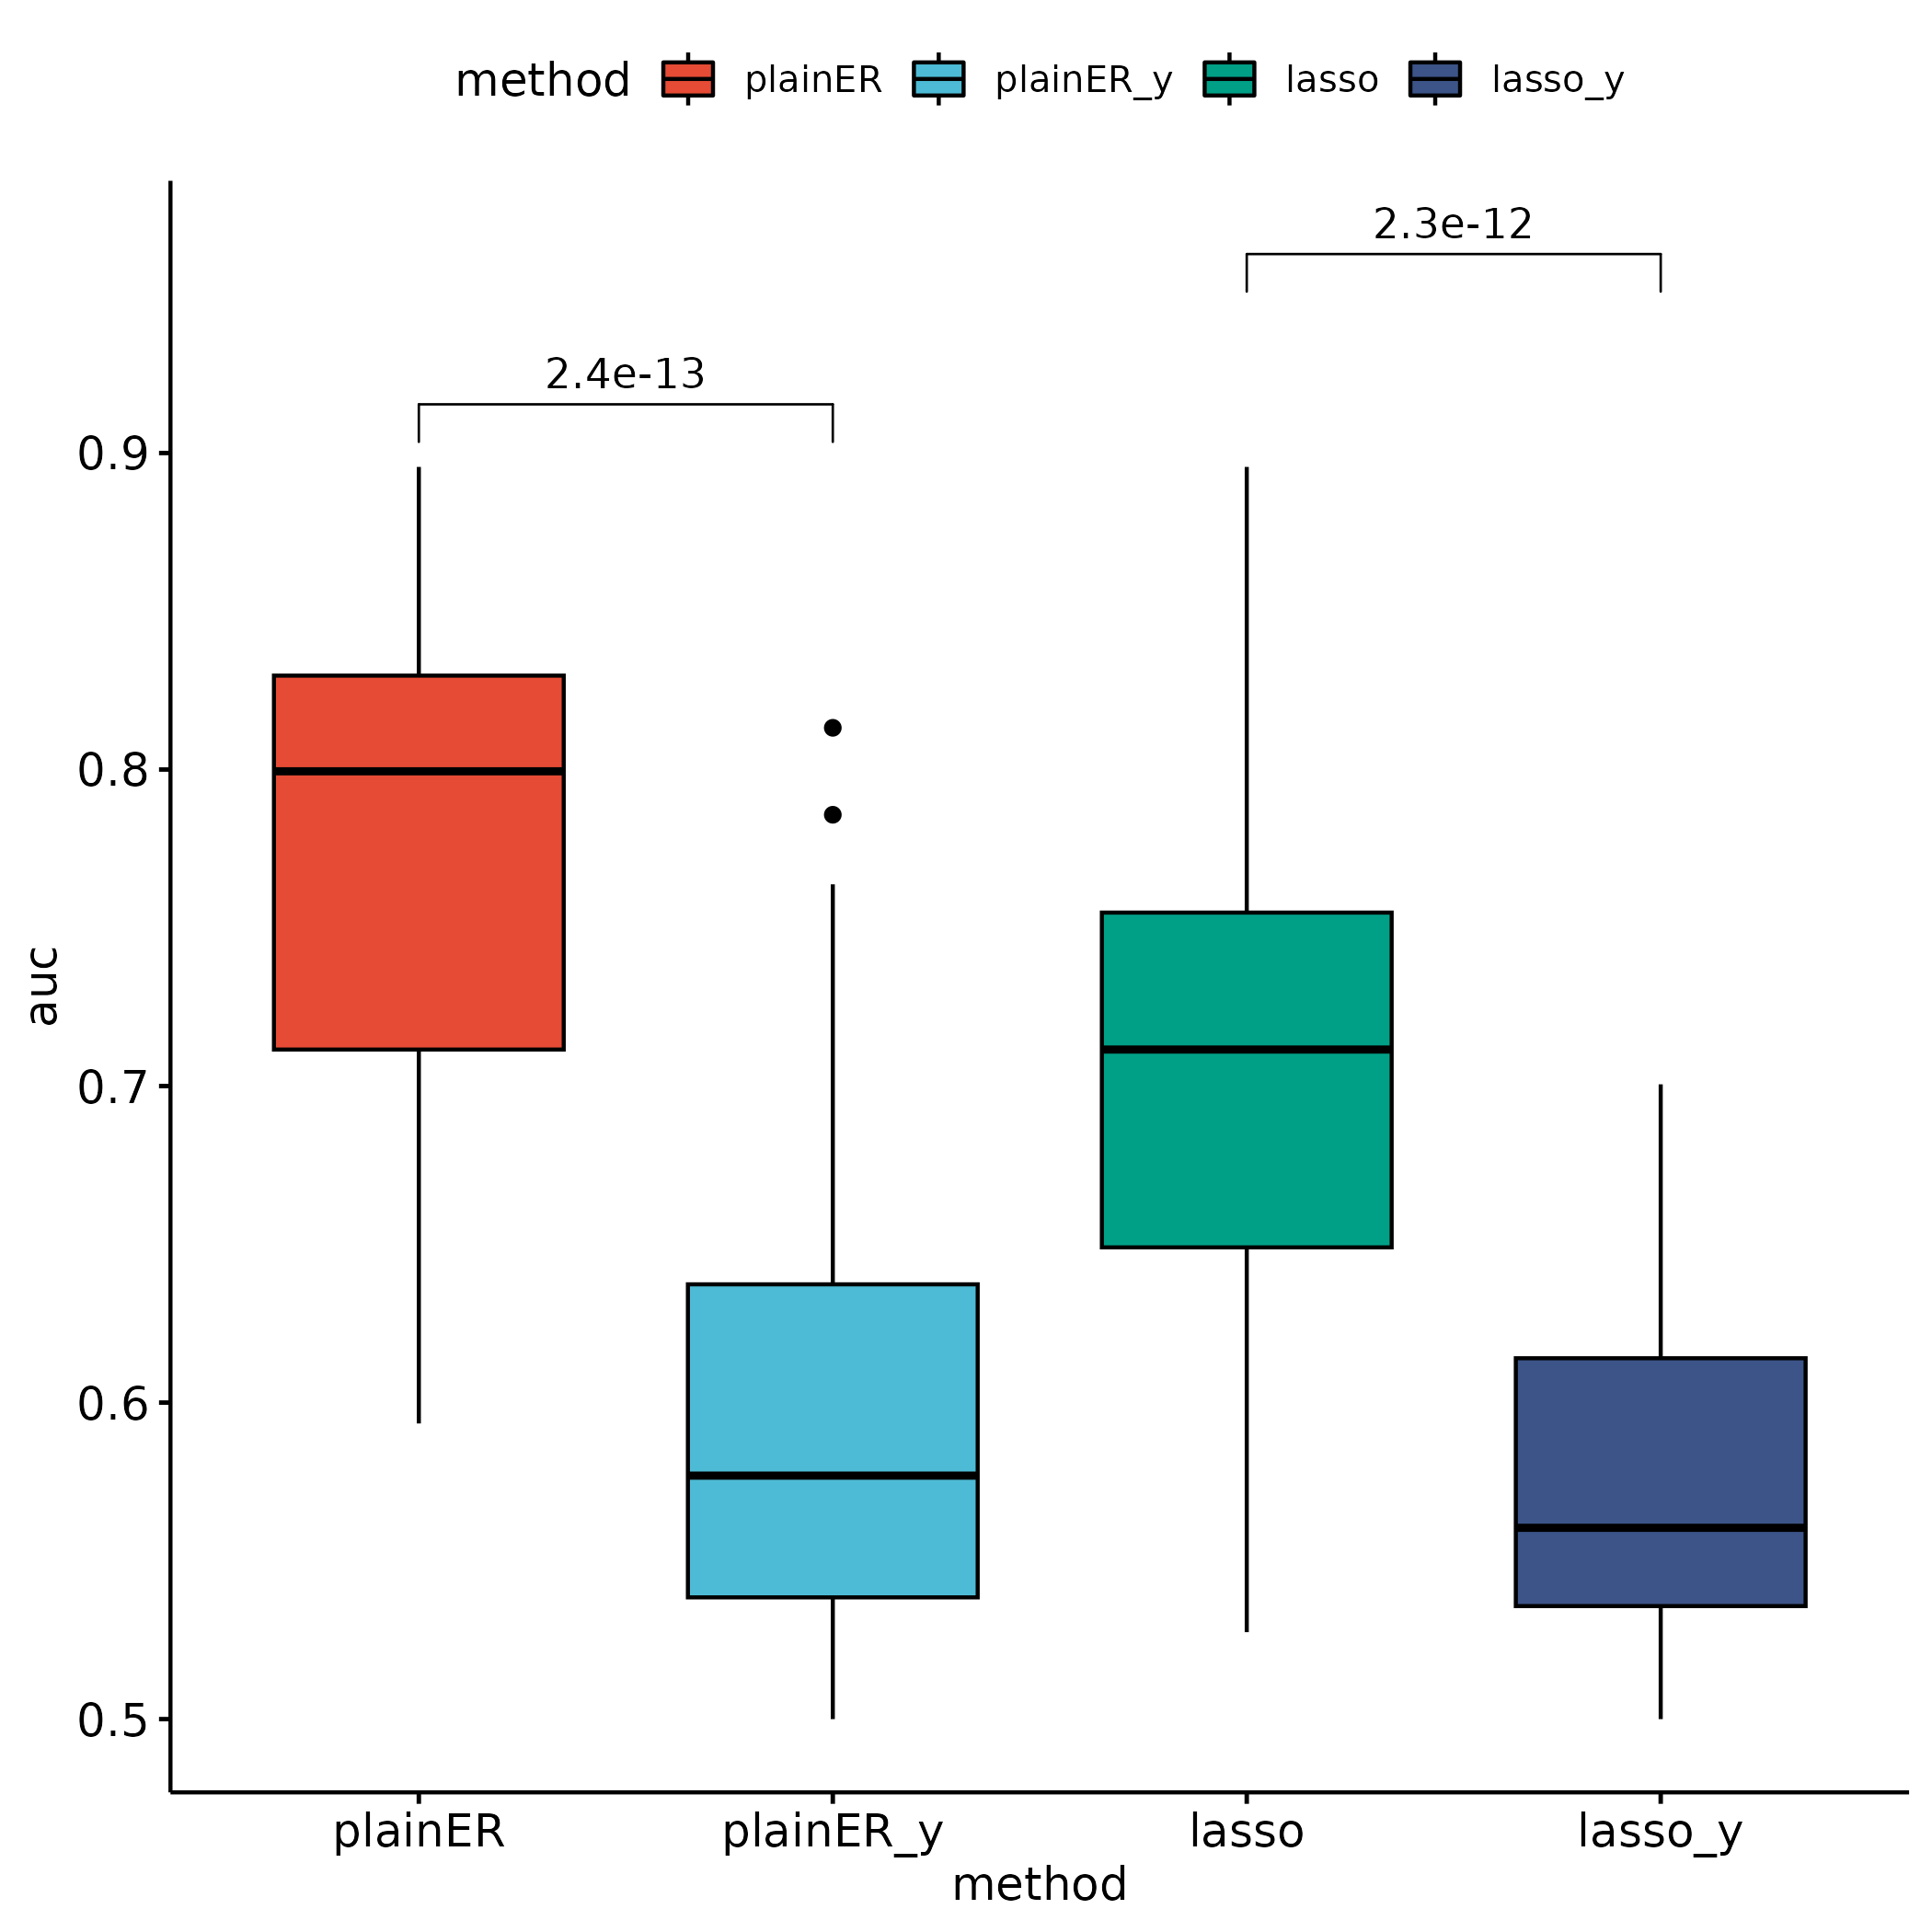 method plainER plainER_y lasso lasso_y
2.3e-12
2.4e-13
0.9
0.8
auc
0.7
0.6
0.5
plainER plainER_y lasso lasso_y
method